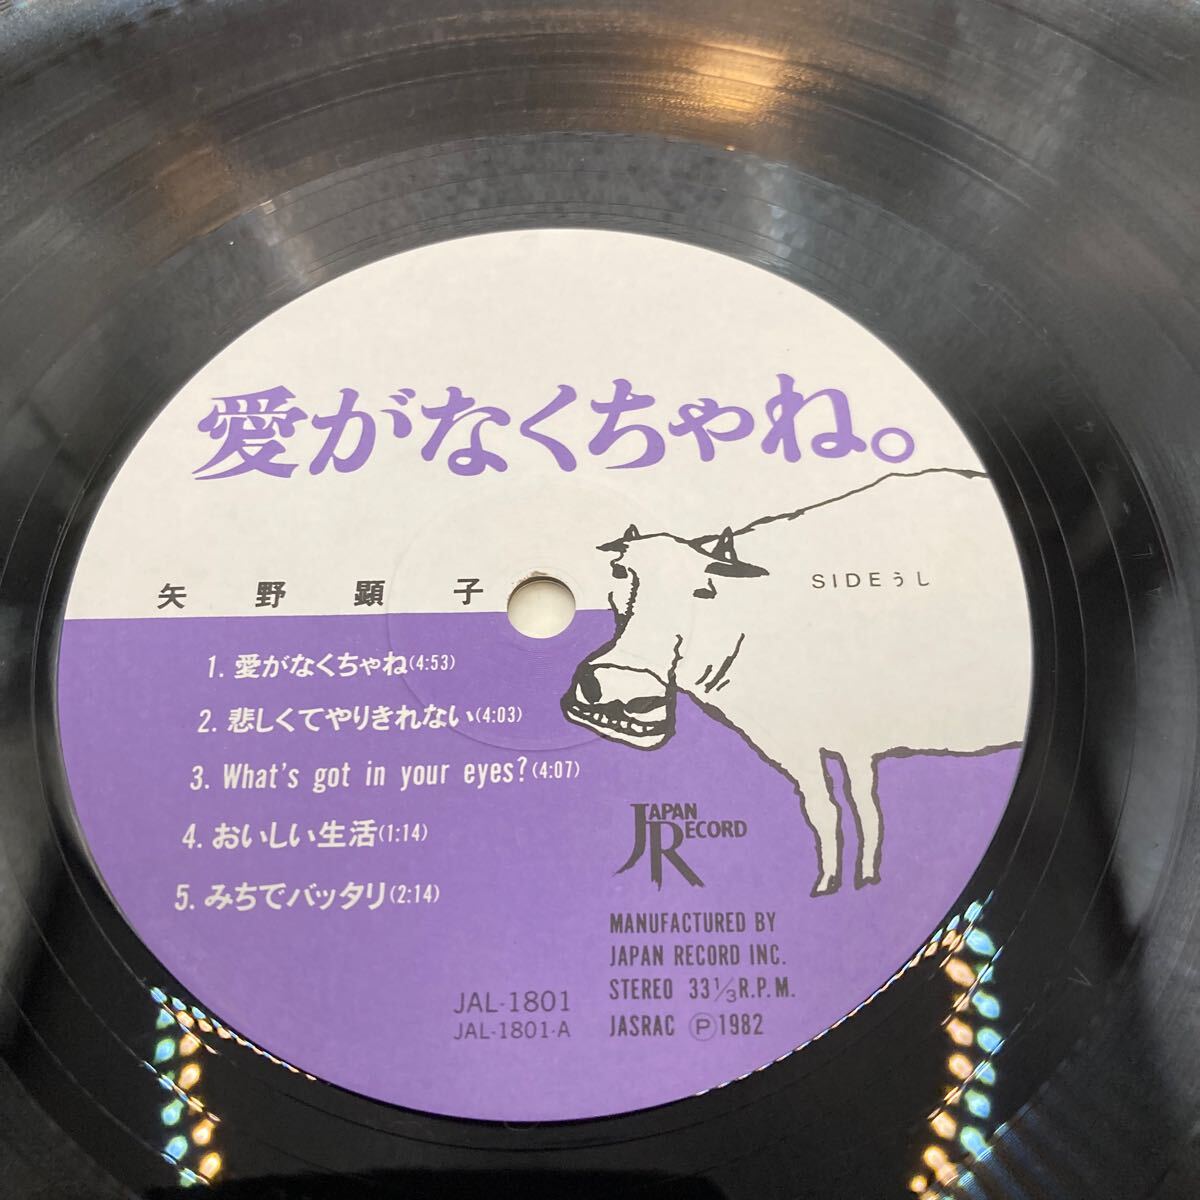 愛がなくちゃね。
矢野顕子
SIDEうし
1. 愛がなくちゃね(4:53)
2. 悲しくてやりきれない(4:03)
3. What's got in your eyes?(4:07)
4. おいしい生活(1:14)
5. みちでバッタリ(2:14)
JAPAN RECORD
MANUFACTURED BY
JAPAN RECORD INC.
STEREO 33⅓R.P.M.
JASRAC Ⓟ1982
JAL-1801
JAL-1801-A